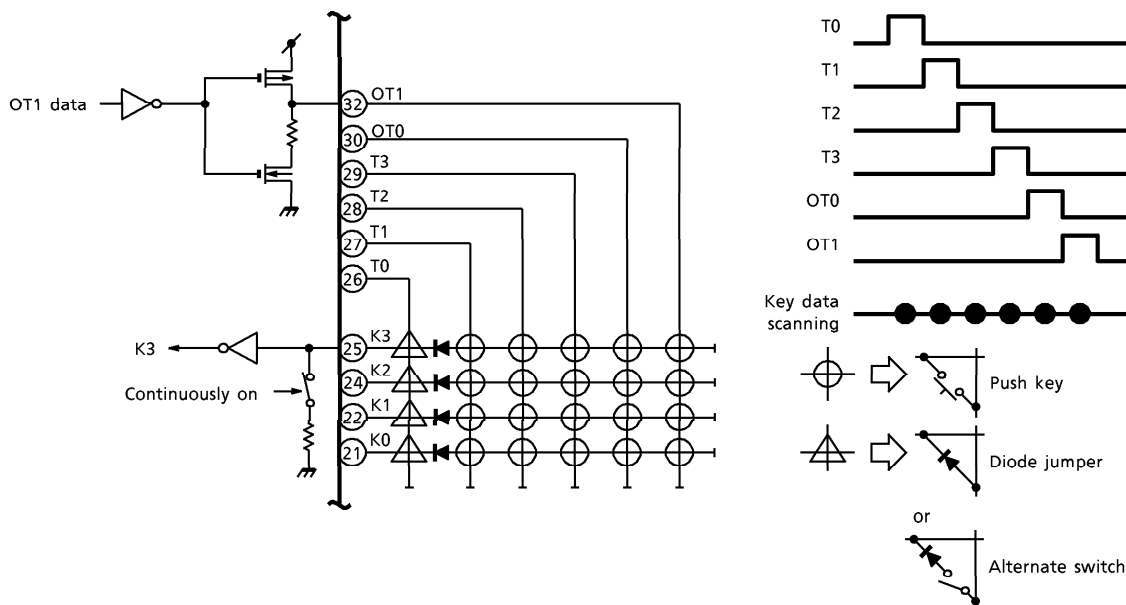 OT1 data
32 OT1
30 OT0
29 T3
28 T2
27 T1
26 T0
K3
25 K3
24 K2
22 K1
21 K0
Continuously on
T0
T1
T2
T3
OT0
OT1
Key data
scanning
Push key
Diode jumper
or
Alternate switch